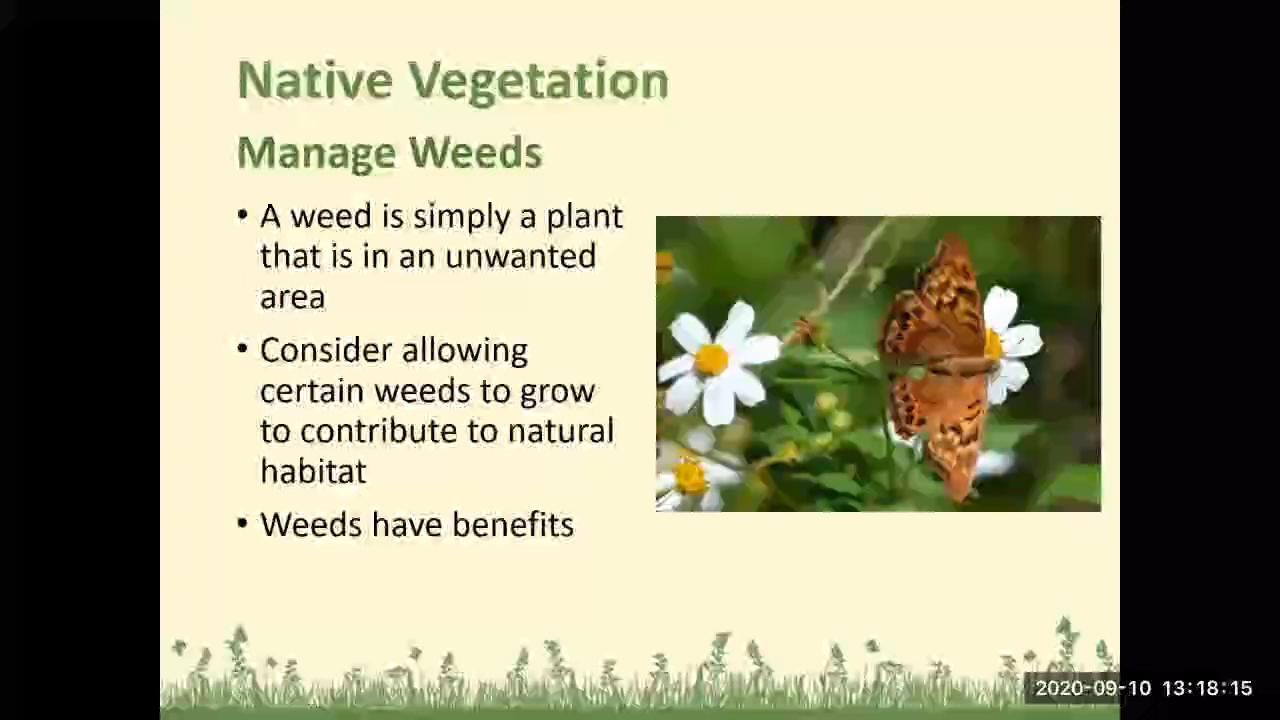 Native Vegetation
Manage Weeds
• A weed is simply a plant
that is in an unwanted
area
• Consider allowing
certain weeds to grow
to contribute to natural
habitat
• Weeds have benefits
2020-09-10 13:18:15